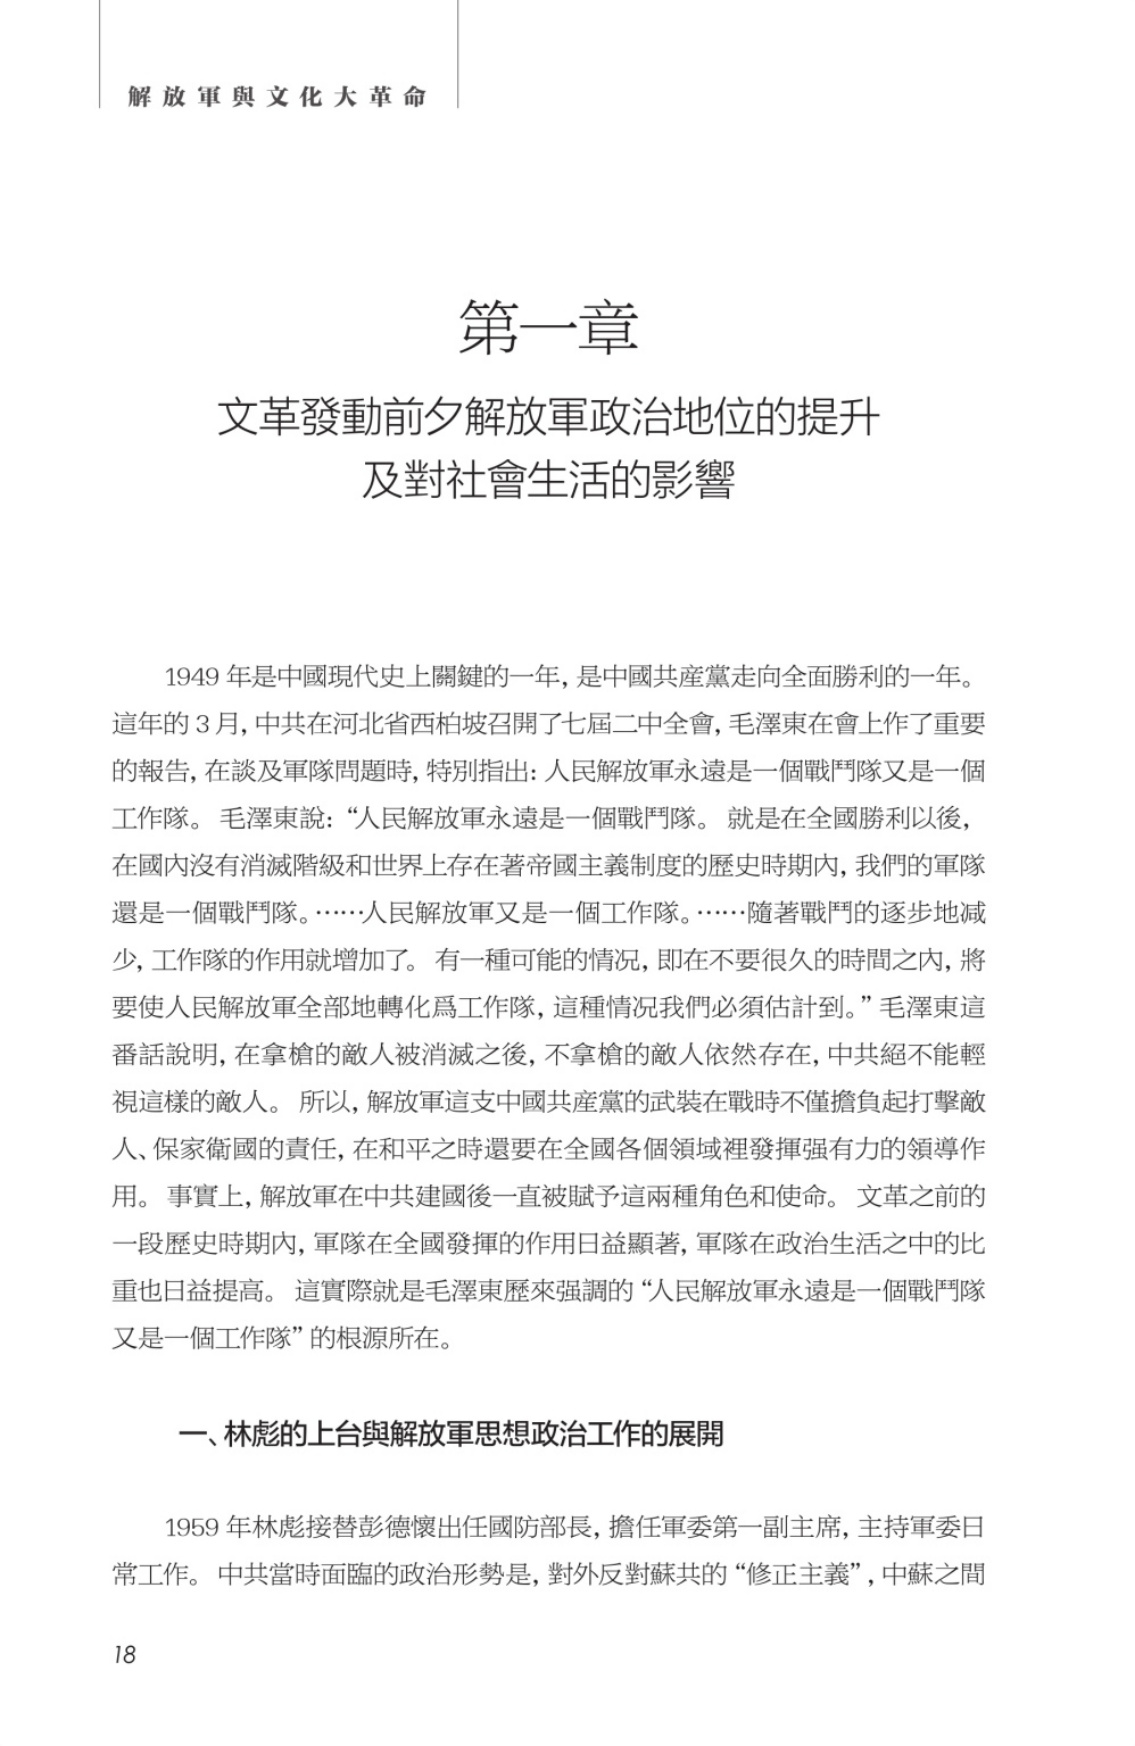 解放軍與文化大革命
第一章
文革發動前夕解放軍政治地位的提升
及對社會生活的影響
1949 年是中國現代史上關鍵的一年，是中國共産黨走向全面勝利的一年。
這年的 3 月，中共在河北省西柏坡召開了七屆二中全會，毛澤東在會上作了重要
的報告，在談及軍隊問題時，特別指出：人民解放軍永遠是一個戰鬥隊又是一個
工作隊。毛澤東說：“人民解放軍永遠是一個戰鬥隊。就是在全國勝利以後，
在國內沒有消滅階級和世界上存在著帝國主義制度的歷史時期內，我們的軍隊
還是一個戰鬥隊。……人民解放軍又是一個工作隊。……隨著戰鬥的逐步地減
少，工作隊的作用就增加了。有一種可能的情況，即在不要很久的時間之內，將
要使人民解放軍全部地轉化爲工作隊，這種情況我們必須估計到。”毛澤東這
番話說明，在拿槍的敵人被消滅之後，不拿槍的敵人依然存在，中共絕不能輕
視這樣的敵人。所以，解放軍這支中國共産黨的武裝在戰時不僅擔負起打擊敵
人、保家衛國的責任，在和平之時還要在全國各個領域裡發揮强有力的領導作
用。事實上，解放軍在中共建國後一直被賦予這兩種角色和使命。文革之前的
一段歷史時期內，軍隊在全國發揮的作用日益顯著，軍隊在政治生活之中的比
重也日益提高。這實際就是毛澤東歷來强調的“人民解放軍永遠是一個戰鬥隊
又是一個工作隊”的根源所在。
一、林彪的上台與解放軍思想政治工作的展開
1959 年林彪接替彭德懷出任國防部長，擔任軍委第一副主席，主持軍委日
常工作。中共當時面臨的政治形勢是，對外反對蘇共的“修正主義”，中蘇之間
18